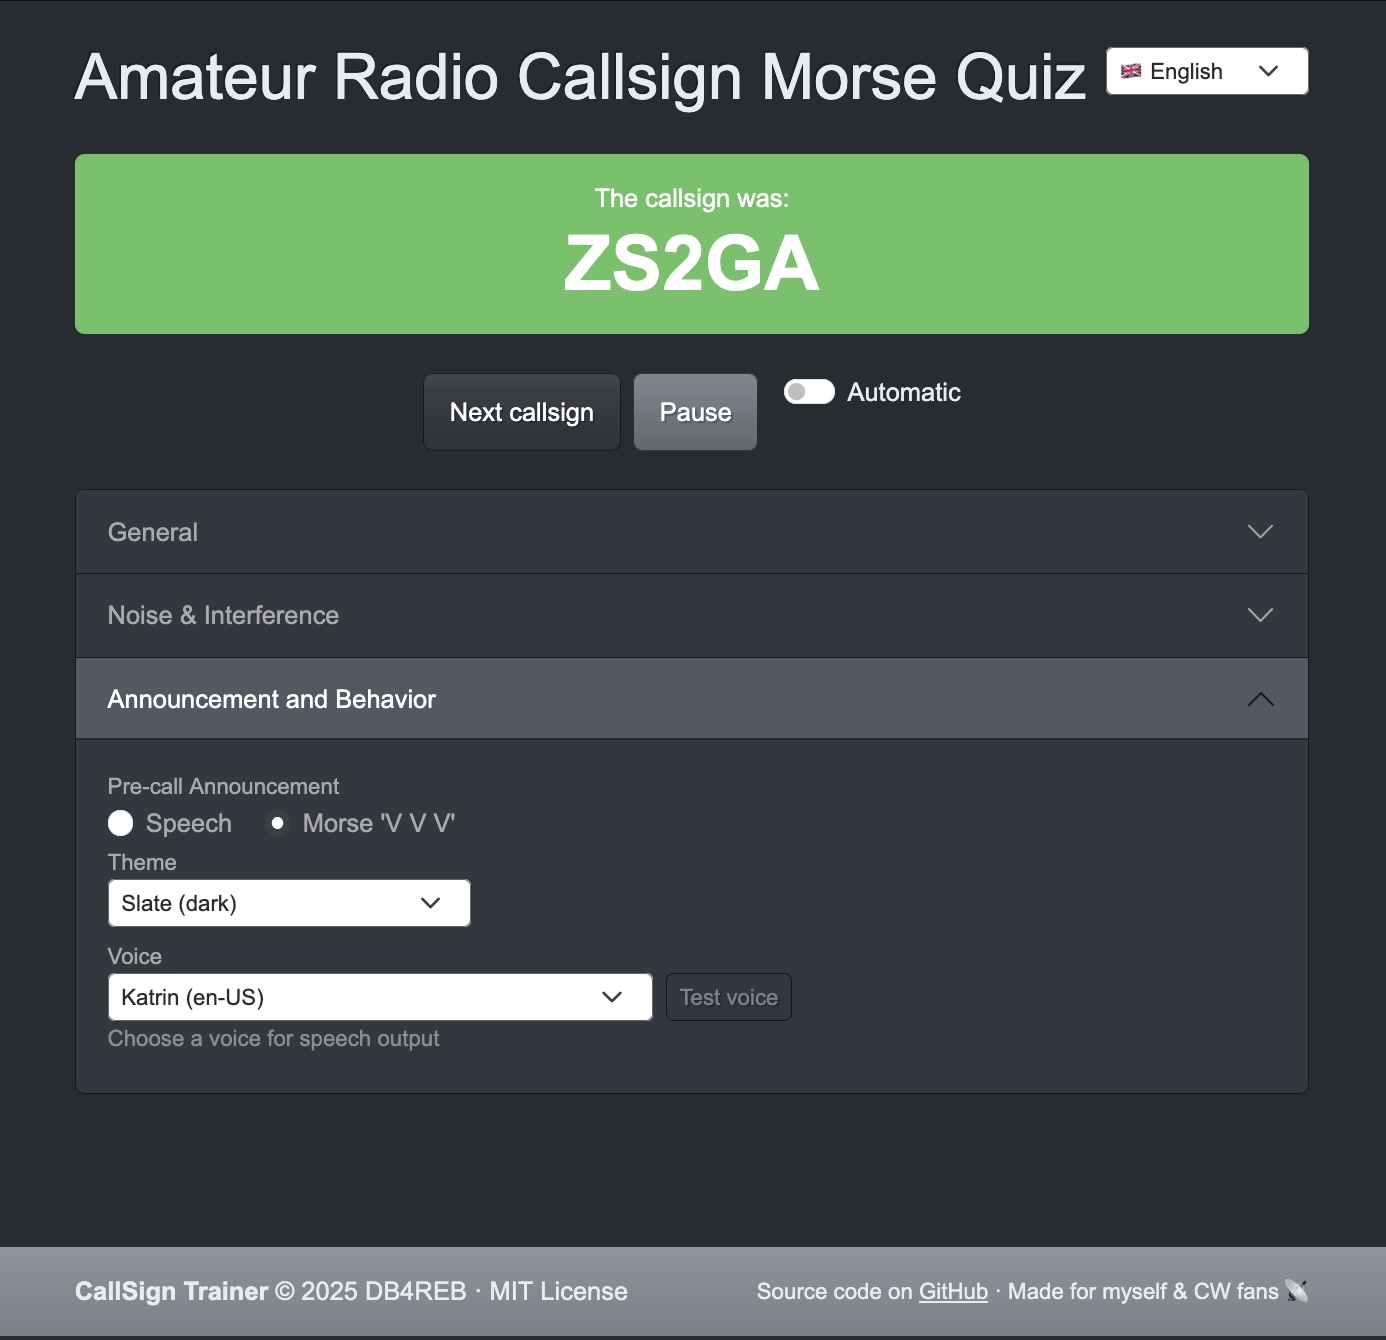 Amateur Radio Callsign Morse Quiz
🇬🇧 English
The callsign was:
ZS2GA
Next callsign
Pause
Automatic
General
Noise & Interference
Announcement and Behavior
Pre-call Announcement
Speech
Morse 'V V V'
Theme
Slate (dark)
Voice
Katrin (en-US)
Test voice
Choose a voice for speech output
CallSign Trainer © 2025 DB4REB · MIT License
Source code on GitHub · Made for myself & CW fans 📡